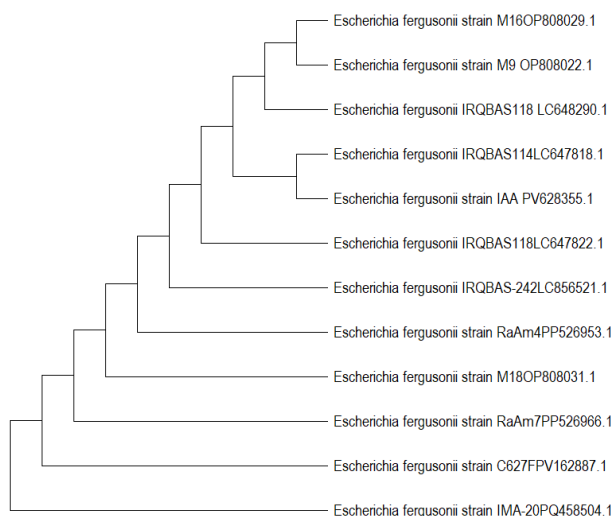 Escherichia fergusonii strain M16OP808029.1
Escherichia fergusonii strain M9 OP808022.1
Escherichia fergusonii IRQBAS118 LC648290.1
Escherichia fergusonii IRQBAS114LC647818.1
Escherichia fergusonii strain IAA PV628355.1
Escherichia fergusonii IRQBAS118LC647822.1
Escherichia fergusonii IRQBAS-242LC856521.1
Escherichia fergusonii strain RaAm4PP526953.1
Escherichia fergusonii strain M18OP808031.1
Escherichia fergusonii strain RaAm7PP526966.1
Escherichia fergusonii strain C627FPV162887.1
Escherichia fergusonii strain IMA-20PQ458504.1